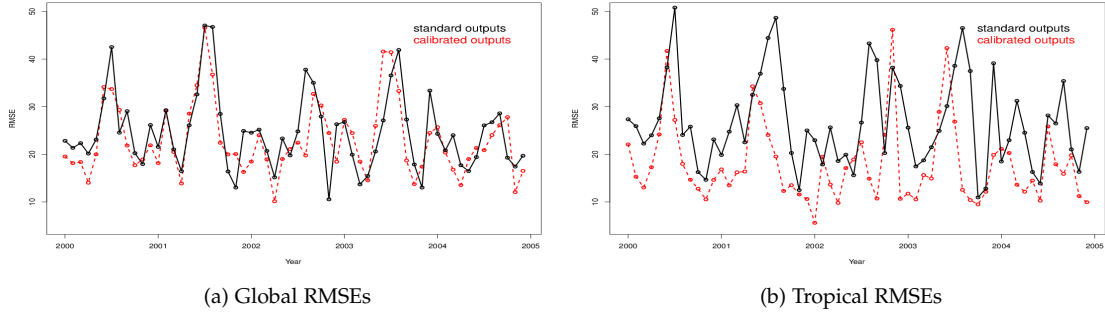 standard outputs
calibrated outputs
RMSE
50
40
30
20
10
2000
2001
2002
2003
2004
2005
Year
(a) Global RMSEs
standard outputs
calibrated outputs
RMSE
50
40
30
20
10
2000
2001
2002
2003
2004
2005
Year
(b) Tropical RMSEs